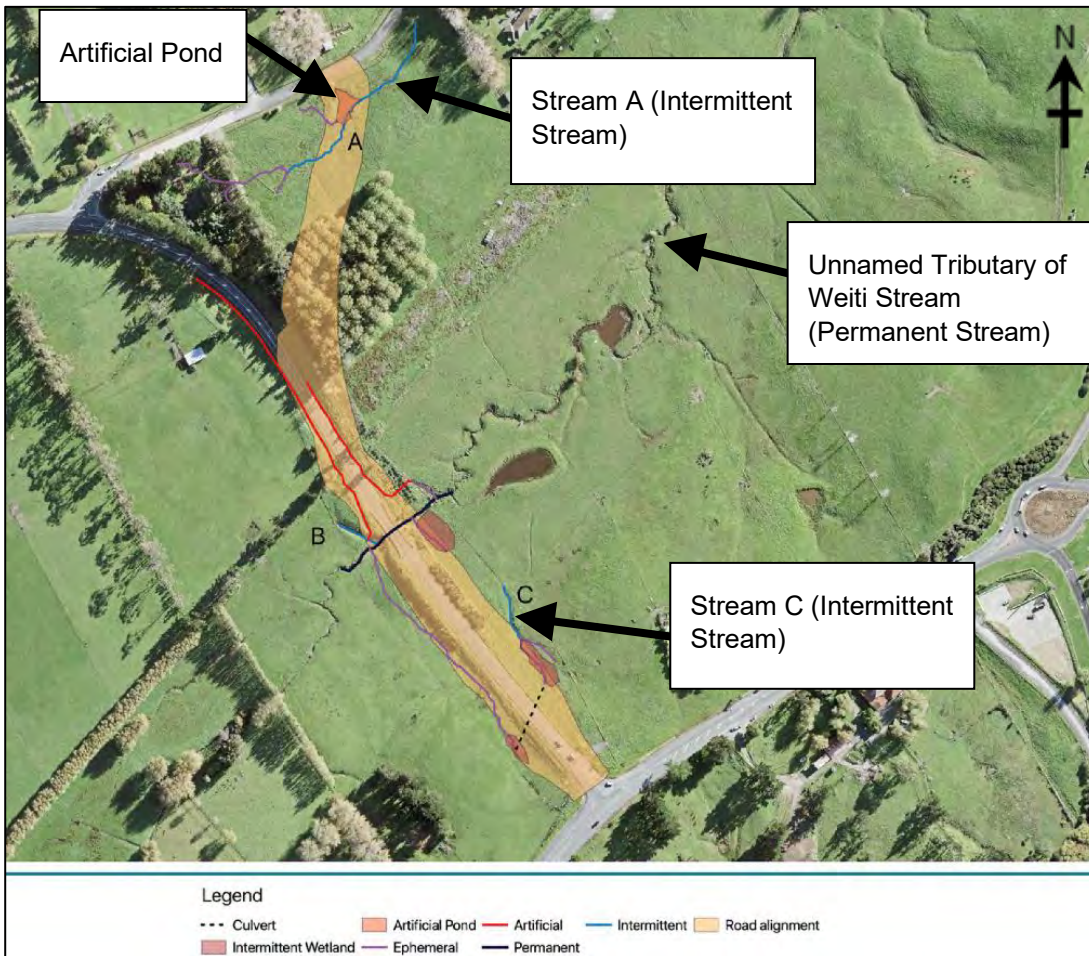 Artificial Pond
N
Stream A (Intermittent
Stream)
A
Unnamed Tributary of
Weiti Stream
(Permanent Stream)
B
C
Stream C (Intermittent
Stream)
Legend
Culvert
Artificial Pond
Artificial
Intermittent
Road alignment
Intermittent Wetland
Ephemeral
Permanent